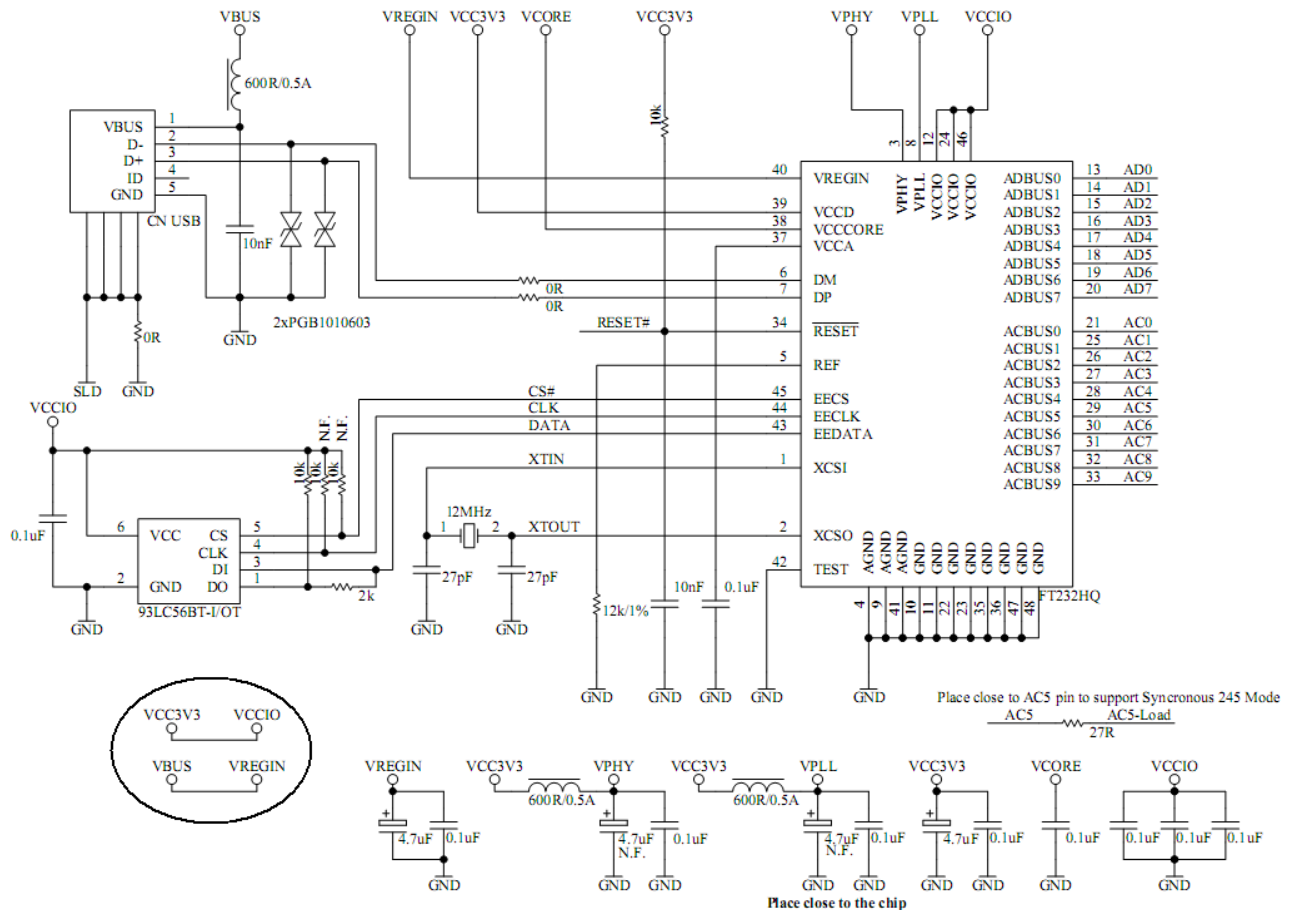 VBUS VREGIN VCC3V3 VCORE VCC3V3 VPHY VPLL VCCIO
600R/0.5A
10k
VBUS 1
D- 2
D+ 3
ID 4
GND 5
CN USB
10nF
2xPGB1010603
GND
0R
SLD GND
0R
0R
RESET#
3 8 12 24 46
VPHY VPLL VCCIO VCCIO VCCIO
40 VREGIN
39 VCCD
38 VCCCORE
37 VCCA
6 DM
7 DP
34 RESET
5 REF
45 EECS
44 EECLK
43 EEDATA
1 XCSI
2 XCSO
42 TEST
ADBUS0 13 AD0
ADBUS1 14 AD1
ADBUS2 15 AD2
ADBUS3 16 AD3
ADBUS4 17 AD4
ADBUS5 18 AD5
ADBUS6 19 AD6
ADBUS7 20 AD7
ACBUS0 21 AC0
ACBUS1 25 AC1
ACBUS2 26 AC2
ACBUS3 27 AC3
ACBUS4 28 AC4
ACBUS5 29 AC5
ACBUS6 30 AC6
ACBUS7 31 AC7
ACBUS8 32 AC8
ACBUS9 33 AC9
AGND AGND AGND GND GND GND GND GND GND GND GND
4 9 41 10 11 22 23 35 36 47 48
FT232HQ
GND
VCCIO
N.F. N.F.
10k 10k 10k
CS#
CLK
DATA
XTIN
XTOUT
0.1uF
6 VCC CS 5
CLK 4
DI 3
2 GND DO 1
93LC56BT-I/OT
2k
GND
12MHz
1 2
27pF 27pF
GND GND
12k/1%
10nF 0.1uF
GND GND GND GND
VCC3V3 VCCIO
VBUS VREGIN
Place close to AC5 pin to support Syncronous 245 Mode
AC5 AC5-Load
27R
VREGIN VCC3V3 VPHY VCC3V3 VPLL VCC3V3 VCORE VCCIO
600R/0.5A 600R/0.5A
+ + + +
4.7uF 0.1uF 4.7uF 0.1uF 4.7uF 0.1uF 4.7uF 0.1uF 0.1uF 0.1uF 0.1uF 0.1uF
N.F. N.F.
GND GND GND GND GND GND GND GND GND
Place close to the chip